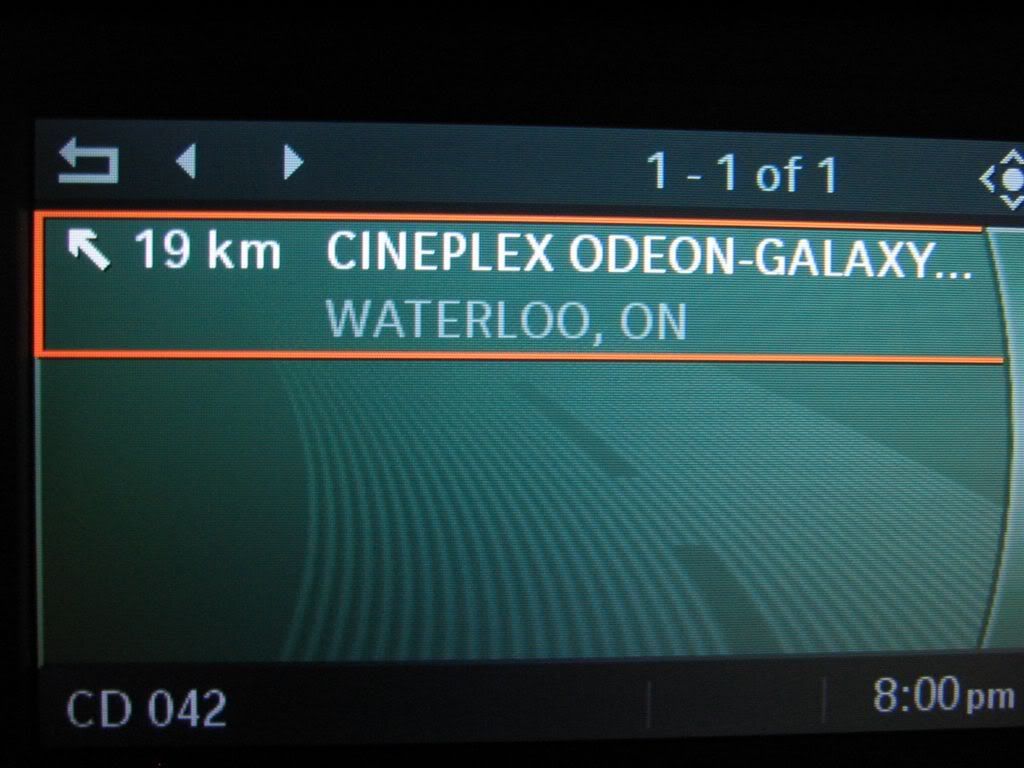 1 - 1 of 1
19 km CINEPLEX ODEON-GALAXY...
WATERLOO, ON
CD 042 8:00pm